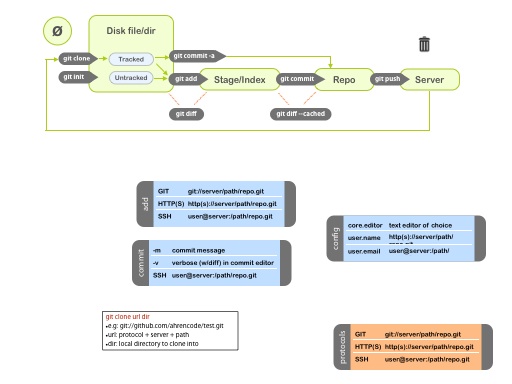 Ø
Disk file/dir
git clone
Tracked
git commit -a
git init
Untracked
git add
Stage/Index
git commit
Repo
git push
Server
git diff
git diff --cached
add
GIT git://server/path/repo.git
HTTP(S) http(s)://server/path/repo.git
SSH user@server:/path/repo.git
commit
-m commit message
-v verbose (w/diff) in commit editor
SSH user@server:/path/repo.git
config
core.editor text editor of choice
user.name http(s)://server/path/
user.email user@server:/path/
git clone url dir
•e.g: git://github.com/ahrencode/test.git
•url: protocol + server + path
•dir: local directory to clone into
protocols
GIT git://server/path/repo.git
HTTP(S) http(s)://server/path/repo.git
SSH user@server:/path/repo.git